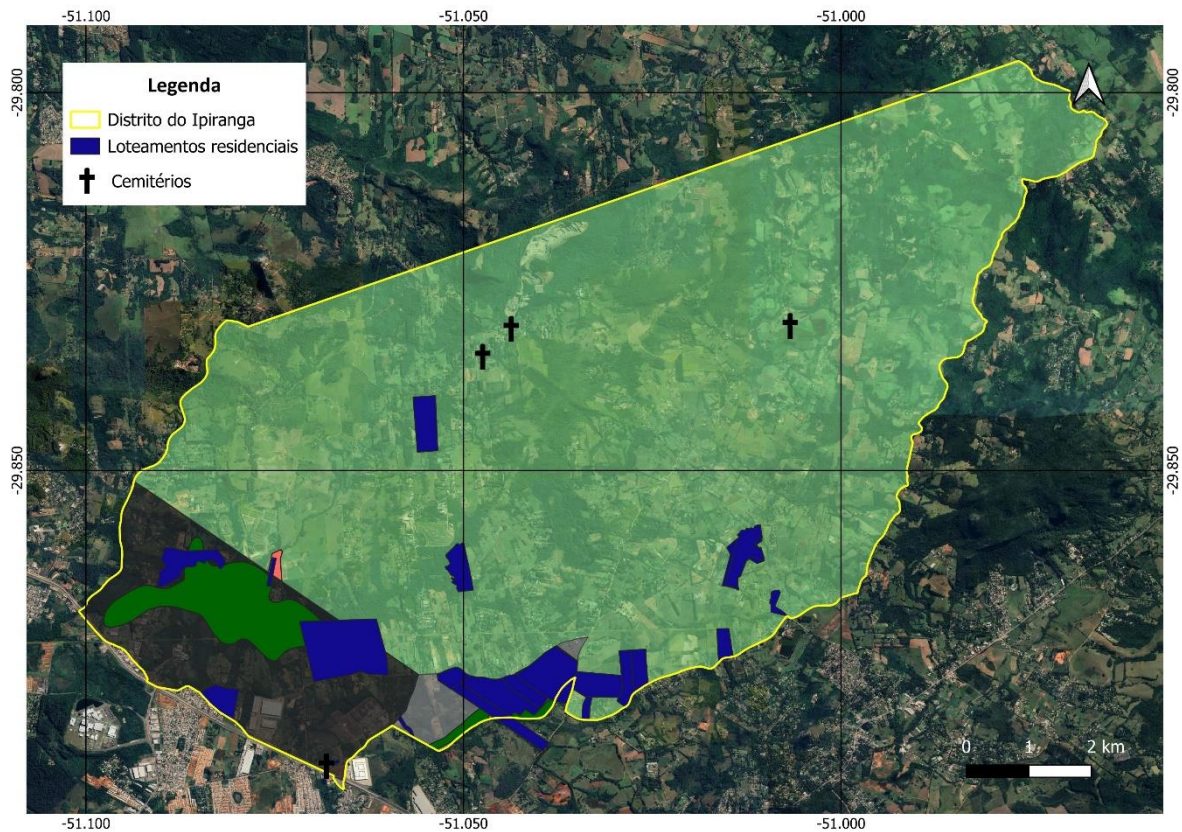 -51.100
-51.050
-51.000
-29.800
-29.800
Legenda
Distrito do Ipiranga
Loteamentos residenciais
Cemitérios
-29.850
-29.850
0 1 2 km
-51.100
-51.050
-51.000